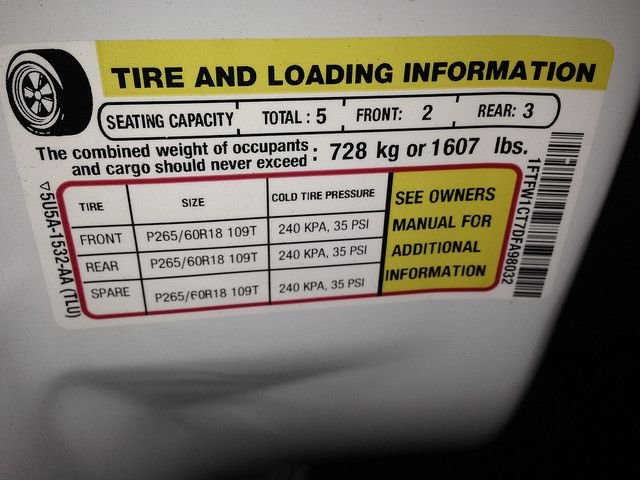 TIRE AND LOADING INFORMATION
SEATING CAPACITY TOTAL: 5 FRONT: 2 REAR: 3
The combined weight of occupants and cargo should never exceed : 728 kg or 1607 lbs.
TIRE SIZE COLD TIRE PRESSURE
FRONT P265/60R18 109T 240 KPA, 35 PSI
REAR P265/60R18 109T 240 KPA, 35 PSI
SPARE P265/60R18 109T 240 KPA, 35 PSI
SEE OWNERS
MANUAL FOR
ADDITIONAL
INFORMATION
▽5U5A-1532-AA (TLU)
1FTFW1CT7DFA98032